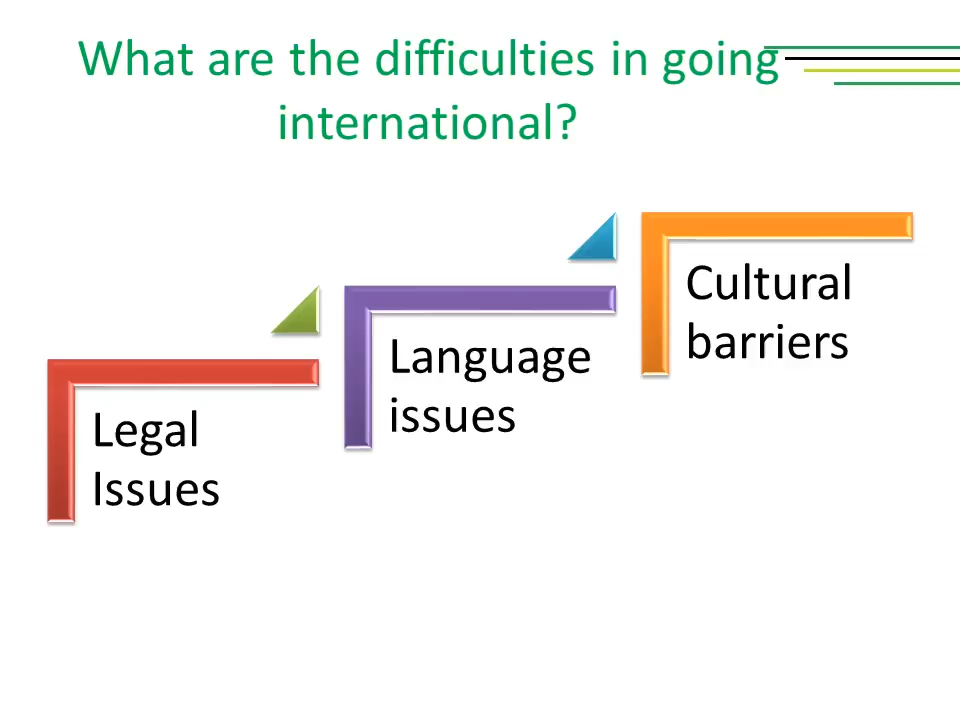 What are the difficulties in going
international?
Legal
Issues
Language
issues
Cultural
barriers